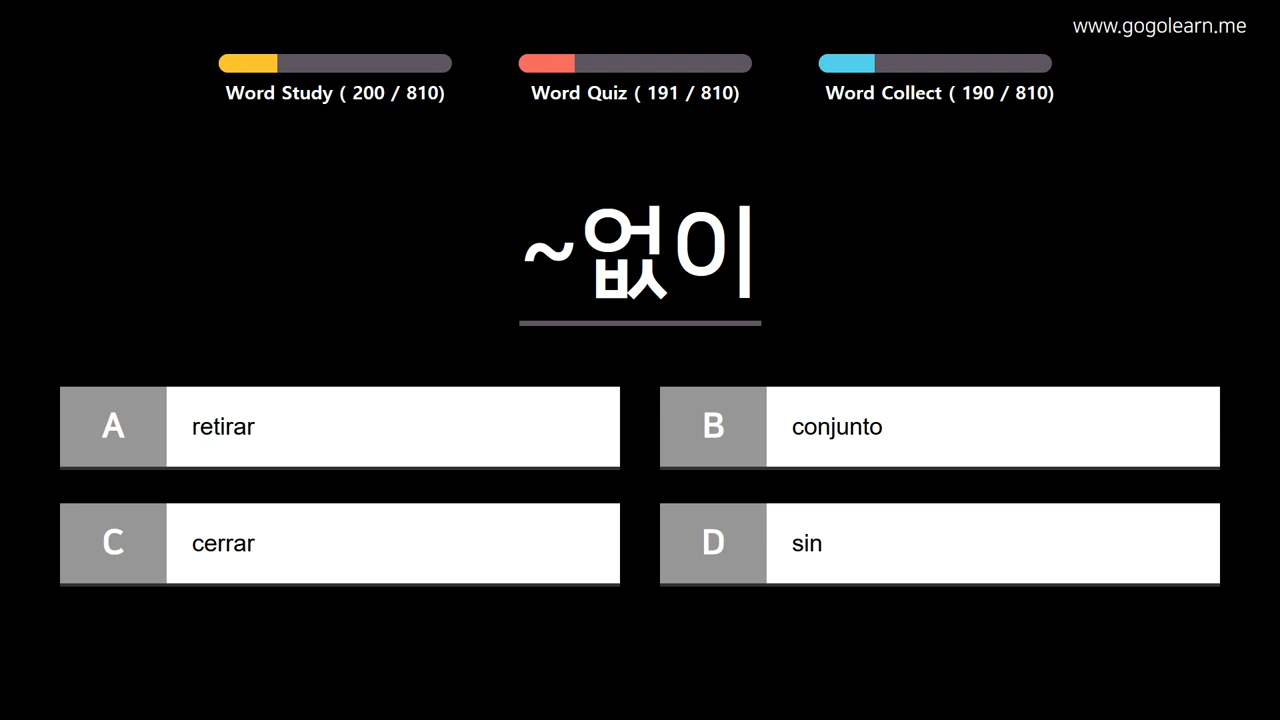 www.gogolearn.me
Word Study ( 200 / 810)
Word Quiz ( 191 / 810)
Word Collect ( 190 / 810)
~없이
A retirar
B conjunto
C cerrar
D sin